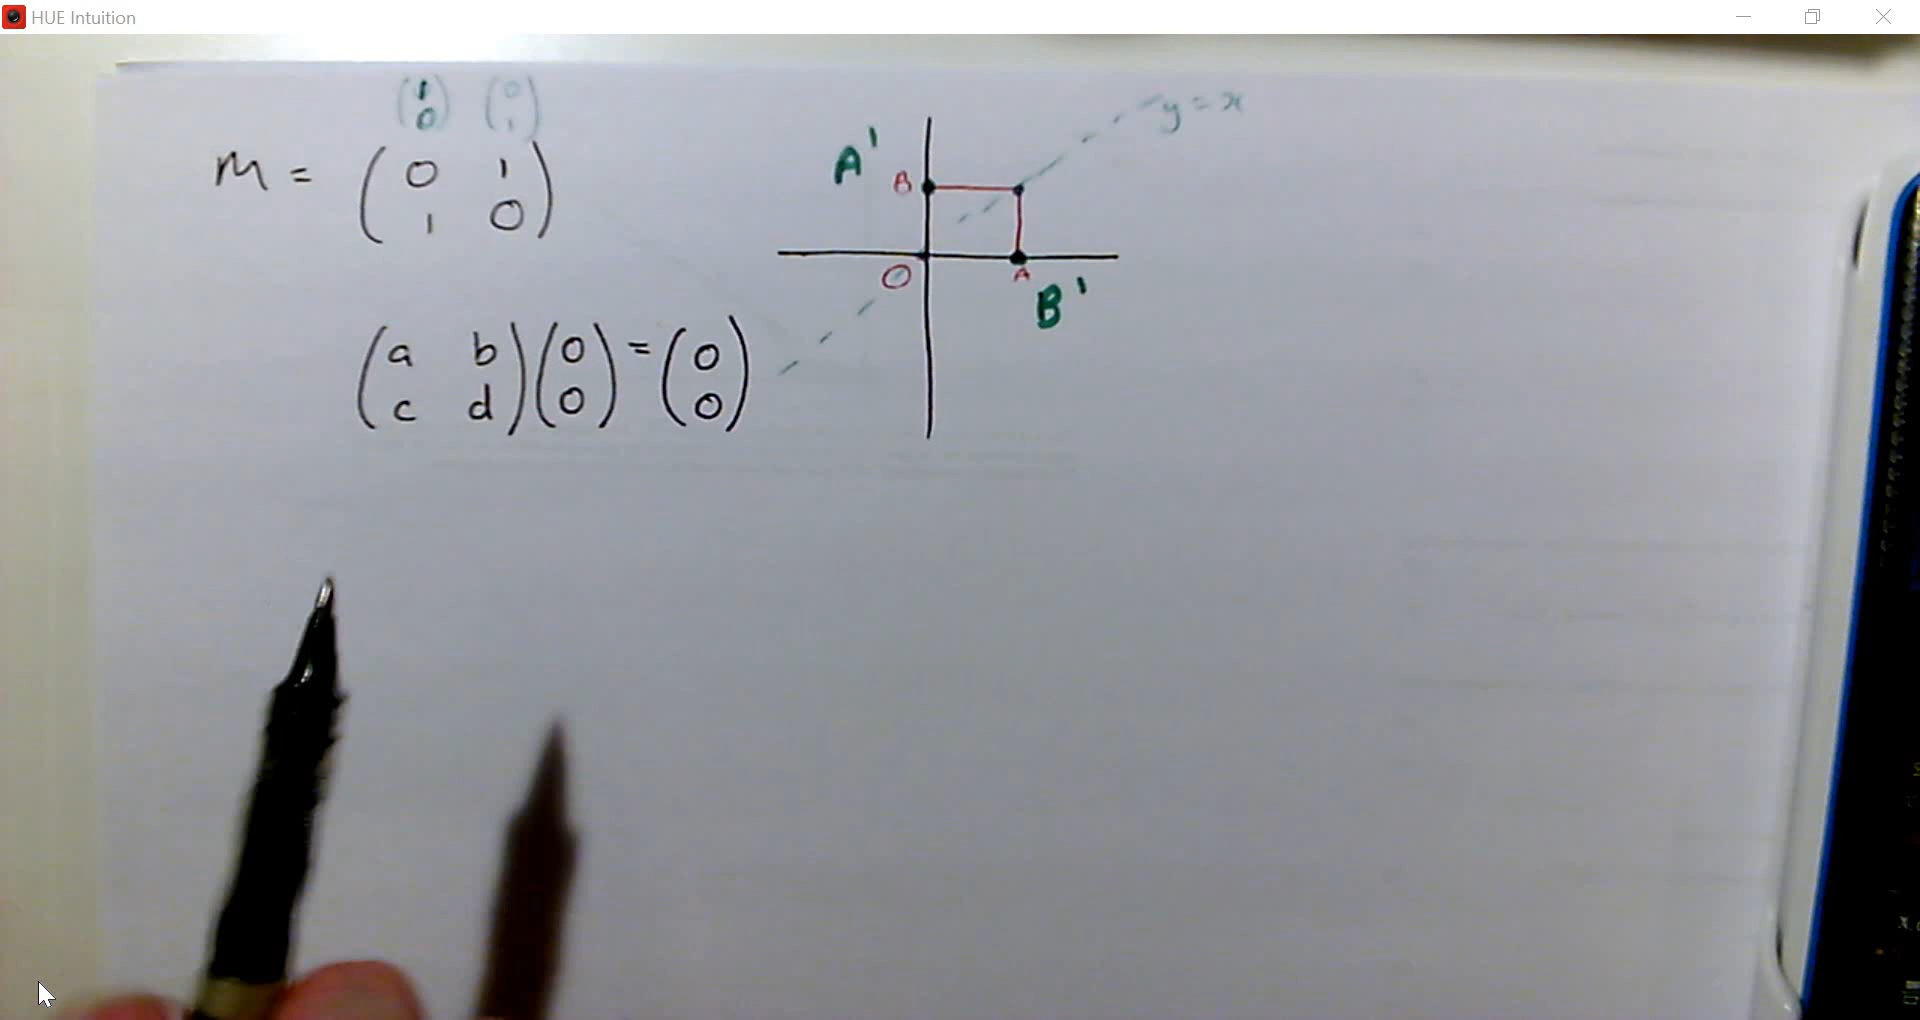 HUE Intuition
(1 0) (0 1)
M = (0 1
1 0)
(a b
c d) (0
0) = (0
0)
y = x
A'
B
O
A
B'